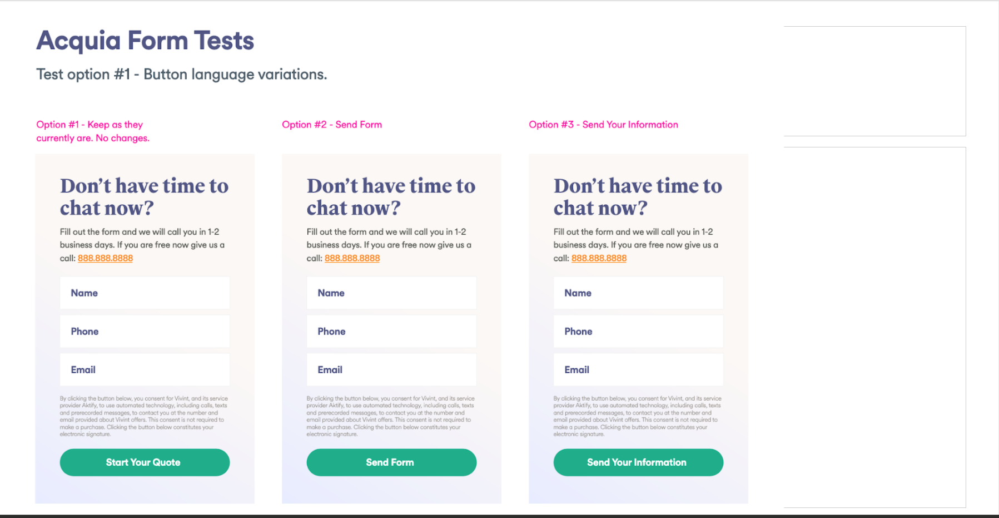 Acquia Form Tests
Test option #1 - Button language variations.
Option #1 - Keep as they
currently are. No changes.
Don't have time to
chat now?
Fill out the form and we will call you in 1-2
business days. If you are free now give us a
call: 888.888.8888
Name
Phone
Email
By clicking the button below, you consent for Vivint, and its service
provider Aktify, to use automated technology, including calls, texts
and prerecorded messages, to contact you at the number and
email provided about Vivint offers. This consent is not required to
make a purchase. Clicking the button below constitutes your
electronic signature.
Start Your Quote
Option #2 - Send Form
Don't have time to
chat now?
Fill out the form and we will call you in 1-2
business days. If you are free now give us a
call: 888.888.8888
Name
Phone
Email
By clicking the button below, you consent for Vivint, and its service
provider Aktify, to use automated technology, including calls, texts
and prerecorded messages, to contact you at the number and
email provided about Vivint offers. This consent is not required to
make a purchase. Clicking the button below constitutes your
electronic signature.
Send Form
Option #3 - Send Your Information
Don't have time to
chat now?
Fill out the form and we will call you in 1-2
business days. If you are free now give us a
call: 888.888.8888
Name
Phone
Email
By clicking the button below, you consent for Vivint, and its service
provider Aktify, to use automated technology, including calls, texts
and prerecorded messages, to contact you at the number and
email provided about Vivint offers. This consent is not required to
make a purchase. Clicking the button below constitutes your
electronic signature.
Send Your Information